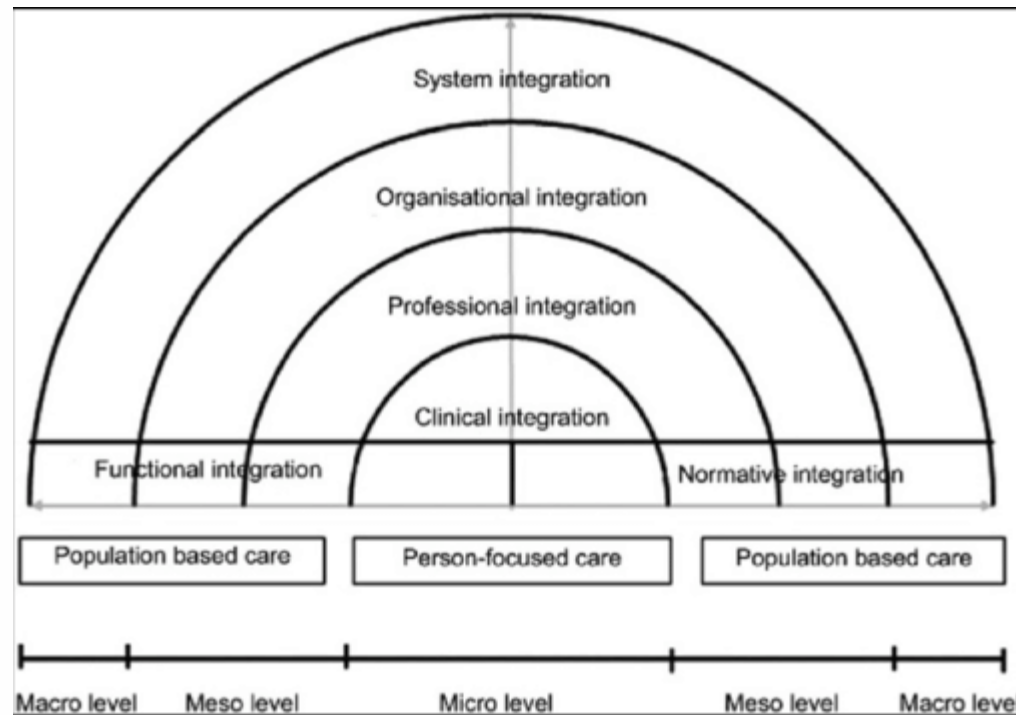 System integration
Organisational integration
Professional integration
Clinical integration
Functional integration
Normative integration
Population based care
Person-focused care
Population based care
Macro level
Meso level
Micro level
Meso level
Macro level